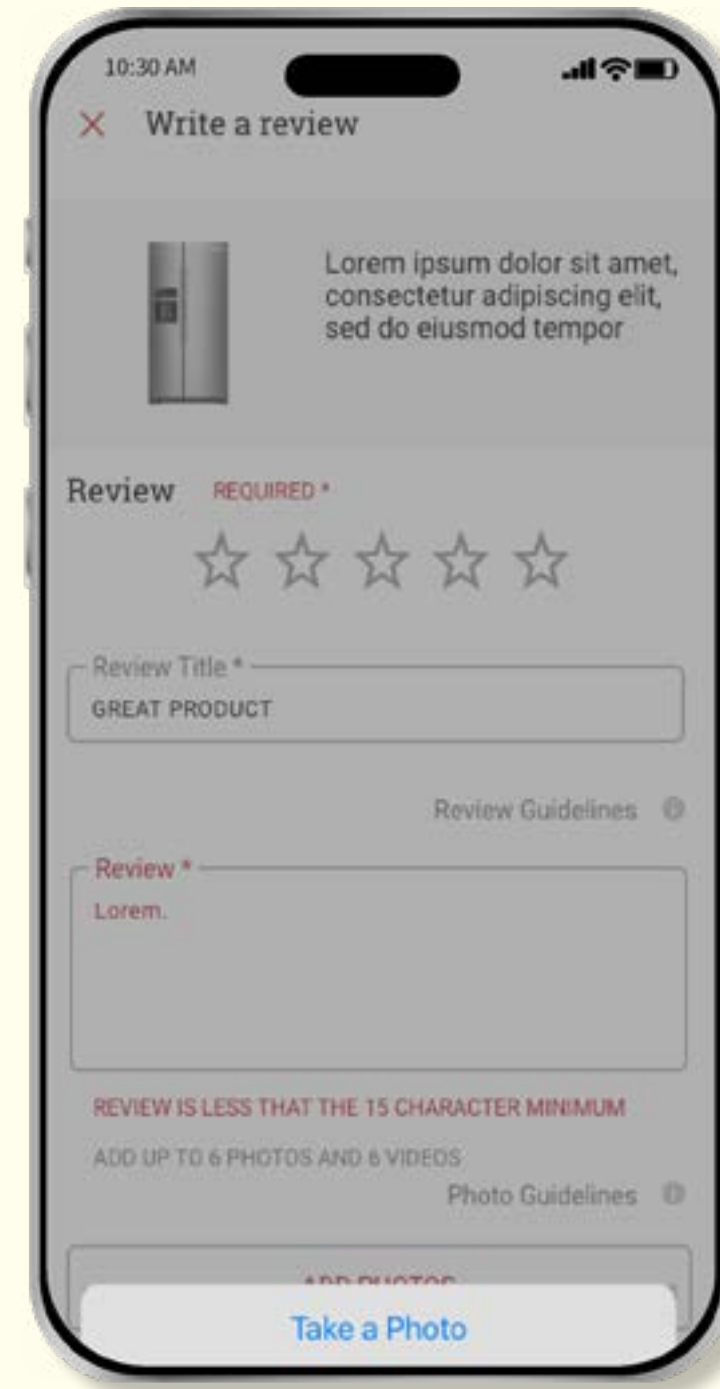 10:30 AM
Write a review
Lorem ipsum dolor sit amet,
consectetur adipiscing elit,
sed do eiusmod tempor
Review REQUIRED *
Review Title *
GREAT PRODUCT
Review Guidelines
Review *
Lorem.
REVIEW IS LESS THAT THE 15 CHARACTER MINIMUM
ADD UP TO 6 PHOTOS AND 6 VIDEOS
Photo Guidelines
ADD PHOTOS
Take a Photo